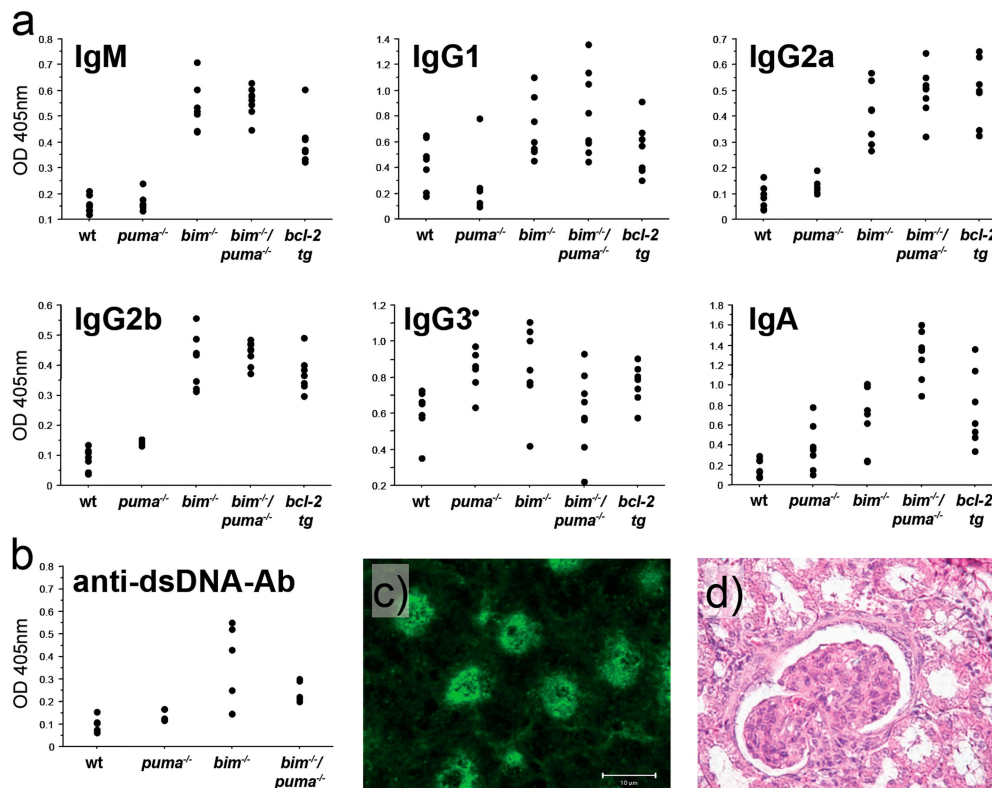 a
IgM
OD 405nm
0.8
0.7
0.6
0.5
0.4
0.3
0.2
0.1
wt puma-/- bim-/- bim-/-/ bcl-2
puma-/- tg
IgG1
1.4
1.2
1.0
0.8
0.6
0.4
0.2
0
wt puma-/- bim-/- bim-/-/ bcl-2
puma-/- tg
IgG2a
0.7
0.6
0.5
0.4
0.3
0.2
0.1
0
wt puma-/- bim-/- bim-/-/ bcl-2
puma-/- tg
IgG2b
OD 405nm
0.6
0.5
0.4
0.3
0.2
0.1
0
wt puma-/- bim-/- bim-/-/ bcl-2
puma-/- tg
IgG3
1.2
1.0
0.8
0.6
0.4
0.2
wt puma-/- bim-/- bim-/-/ bcl-2
puma-/- tg
IgA
1.8
1.6
1.4
1.2
1.0
0.8
0.6
0.4
0.2
0
wt puma-/- bim-/- bim-/-/ bcl-2
puma-/- tg
b
anti-dsDNA-Ab
OD 405nm
0.8
0.7
0.6
0.5
0.4
0.3
0.2
0.1
0
wt puma-/- bim-/- bim-/-/
puma-/-
c)
10 µm
d)